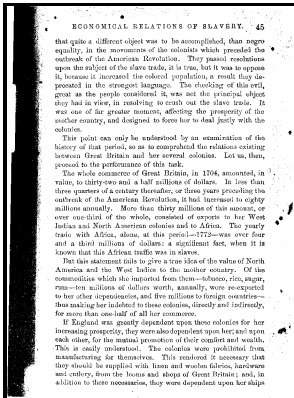 ECONOMICAL RELATIONS OF SLAVERY. 45
that quite a different object was to be accomplished, than negro
equality, in the movements of the colonists which preceded the
outbreak of the American Revolution. They passed resolutions
upon the subject of the slave trade, it is true, but it was to oppose
it, because it increased the colored population, a result they de-
precated in the strongest language. The checking of this evil,
great as the people considered it, was not the principal object
they had in view, in resolving to crush out the slave trade. It
was one of far greater moment, affecting the prosperity of the
mother country, and designed to force her to deal justly with the
colonies.
This point can only be understood by an examination of the
history of that period, so as to comprehend the relations existing
between Great Britain and her several colonies. Let us, then,
proceed to the performance of this task.
The whole commerce of Great Britain, in 1704, amounted, in
value, to thirty-two and a half millions of dollars. In less than
three quarters of a century thereafter, or three years preceding the
outbreak of the American Revolution, it had increased to eighty
millions annually. More than thirty millions of this amount, or
over one-third of the whole, consisted of exports to her West
Indian and North American colonies and to Africa. The yearly
trade with Africa, alone, at this period—1772—was over four
and a third millions of dollars: a significant fact, when it is
known that this African traffic was in slaves.
But this statement fails to give a true idea of the value of North
America and the West Indies to the mother country. Of the
commodities which she imported from them—tobacco, rice, sugar,
rum—ten millions of dollars worth, annually, were re-exported
to her other dependencies, and five millions to foreign countries—
thus making her indebted to these colonies, directly and indirectly,
for more than one-half of all her commerce.
If England was greatly dependent upon these colonies for her
increasing prosperity, they were also dependent upon her; and upon
each other, for the mutual promotion of their comfort and wealth.
This is easily understood. The colonies were prohibited from
manufacturing for themselves. This rendered it necessary that
they should be supplied with linen and woolen fabrics, hardware
and cutlery, from the looms and shops of Great Britain; and, in
addition to these necessaries, they were dependent upon her ships